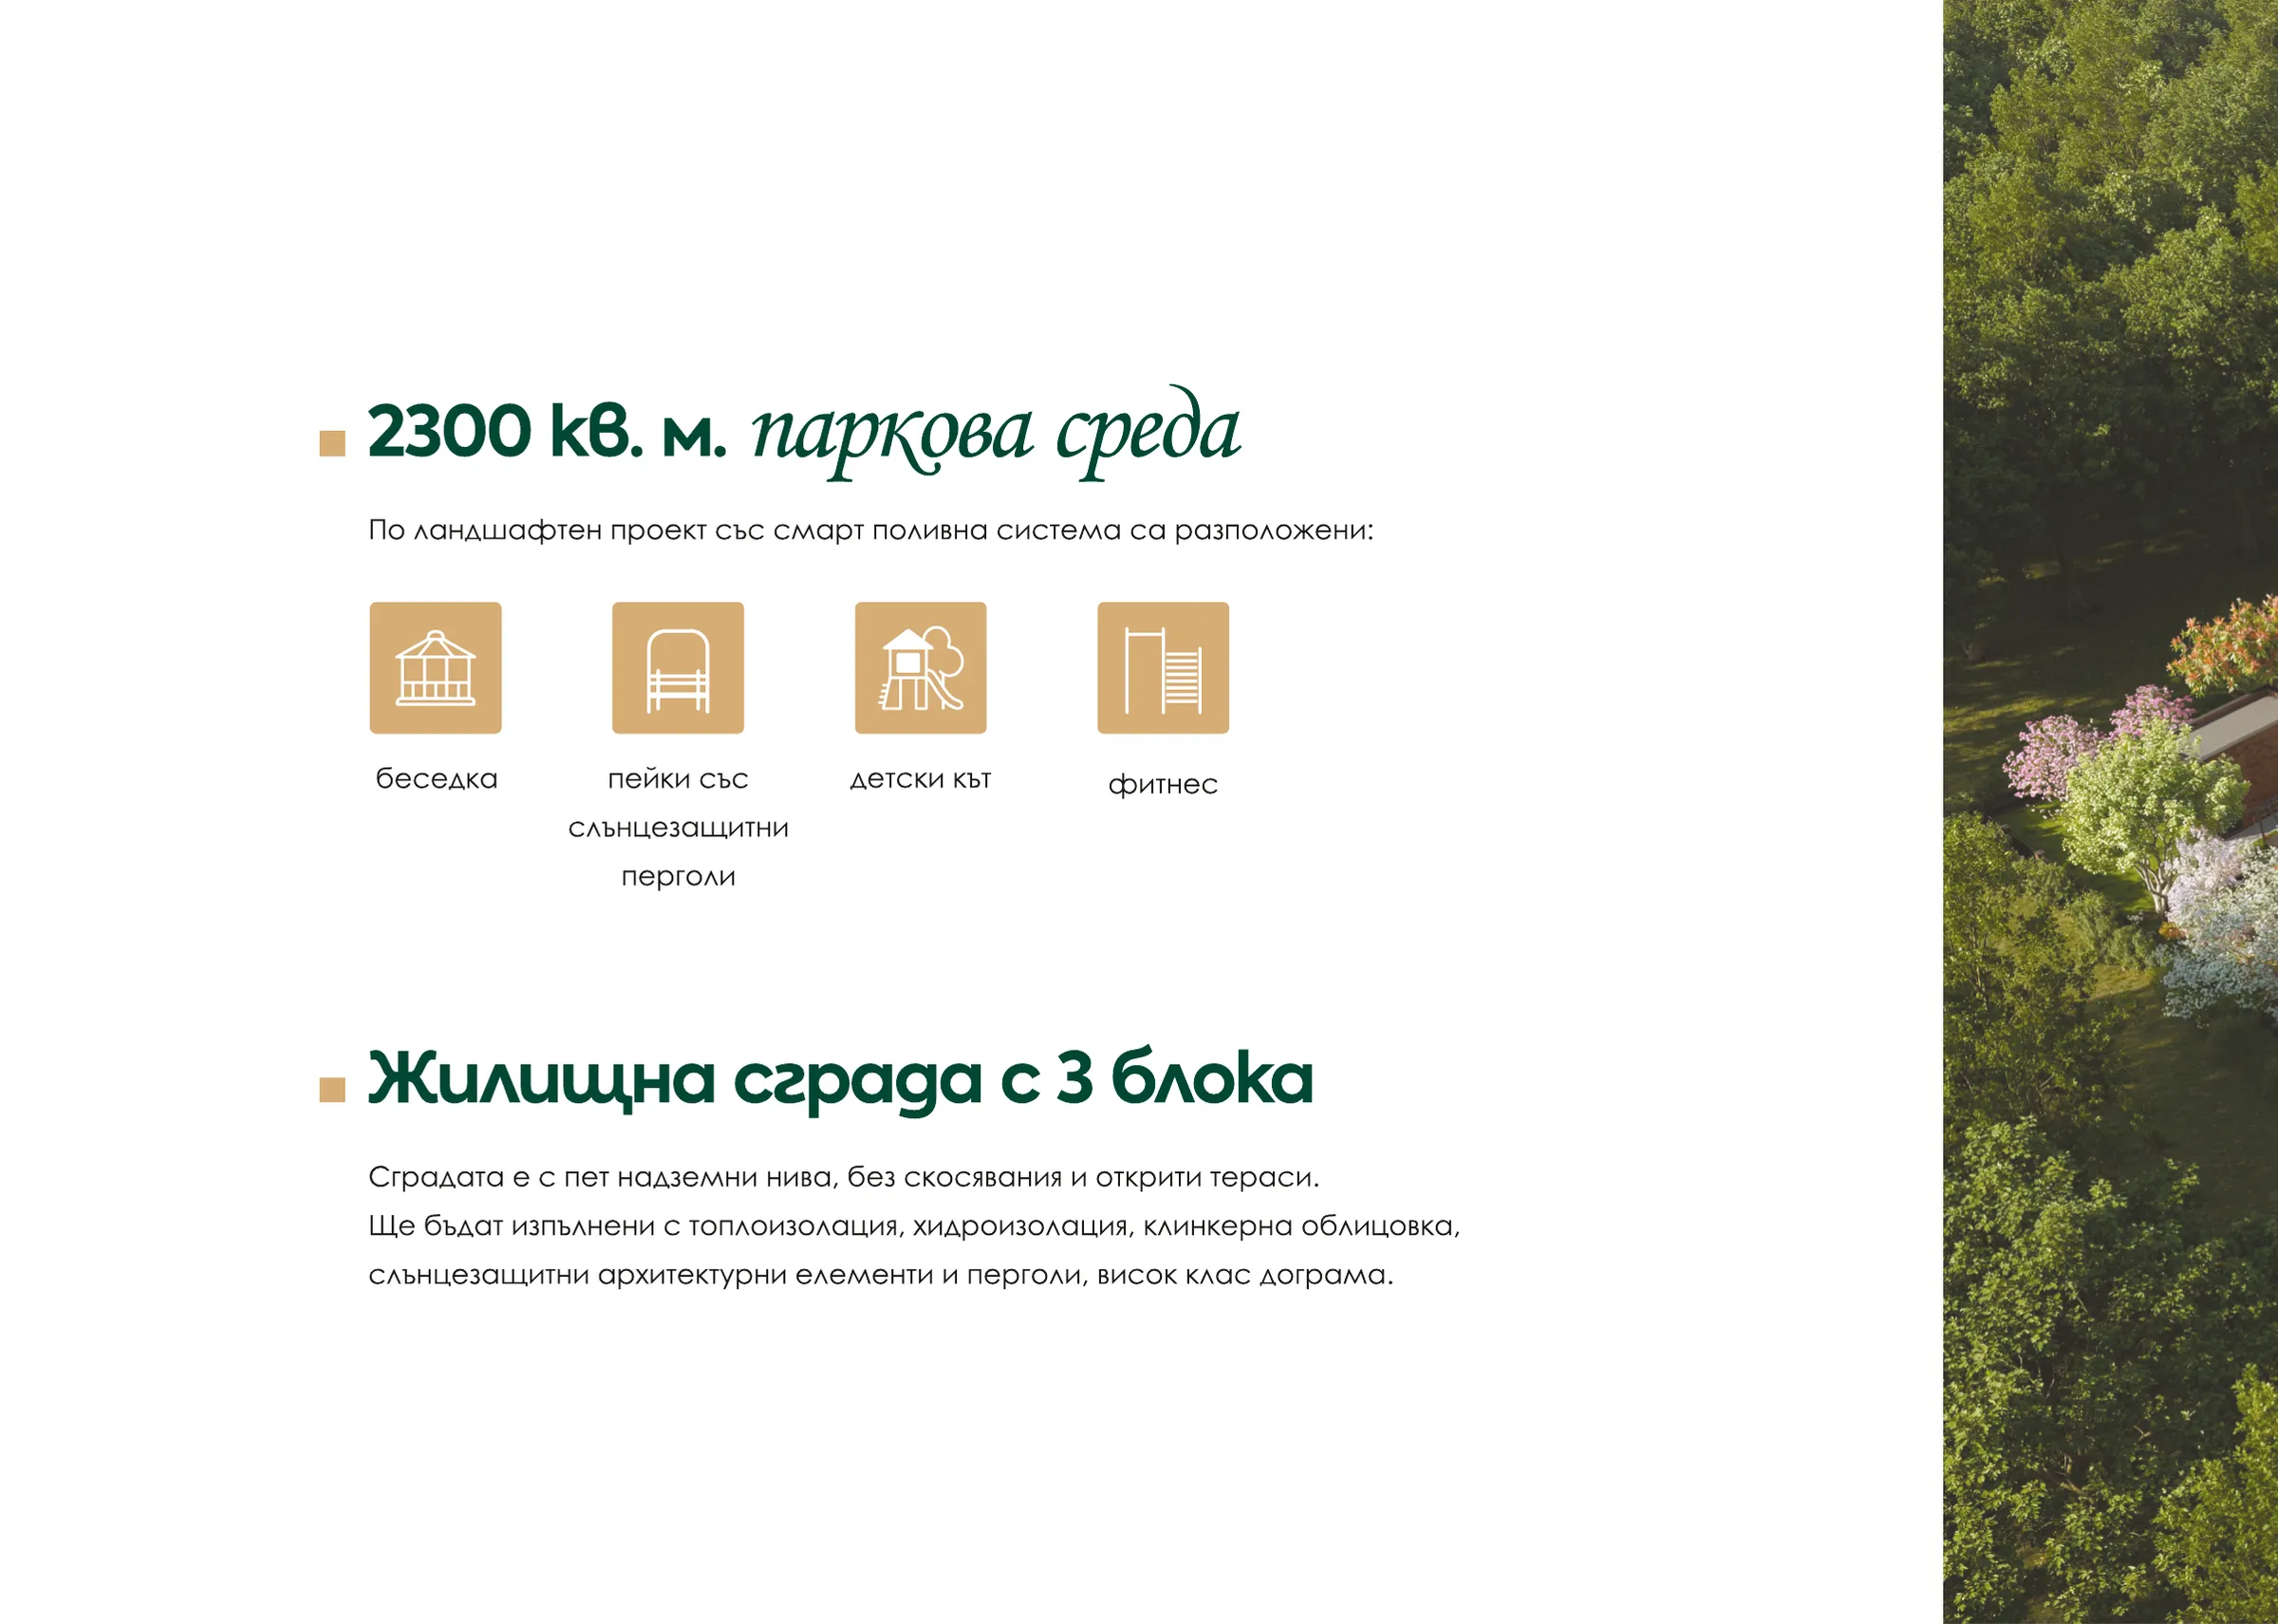 2300 кв. м. паркова среда
По ландшафтен проект със смарт поливна система са разположени:
беседка
пейки със
слънцезащитни
перголи
детски кът
фитнес
Жилищна сграда с 3 блока
Сградата е с пет надземни нива, без скосявания и открити тераси.
Ще бъдат изпълнени с топлоизолация, хидроизолация, клинкерна облицовка,
слънцезащитни архитектурни елементи и перголи, висок клас дограма.